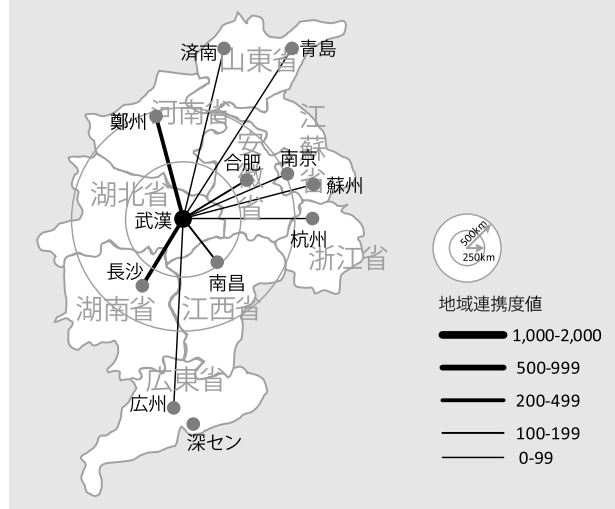 済南
青島
山東省
鄭州
河南省
江蘇省
安徽省
合肥
南京
蘇州
湖北省
武漢
杭州
浙江省
長沙
南昌
湖南省
江西省
広東省
広州
深セン
500km
250km
地域連携度値
1,000-2,000
500-999
200-499
100-199
0-99